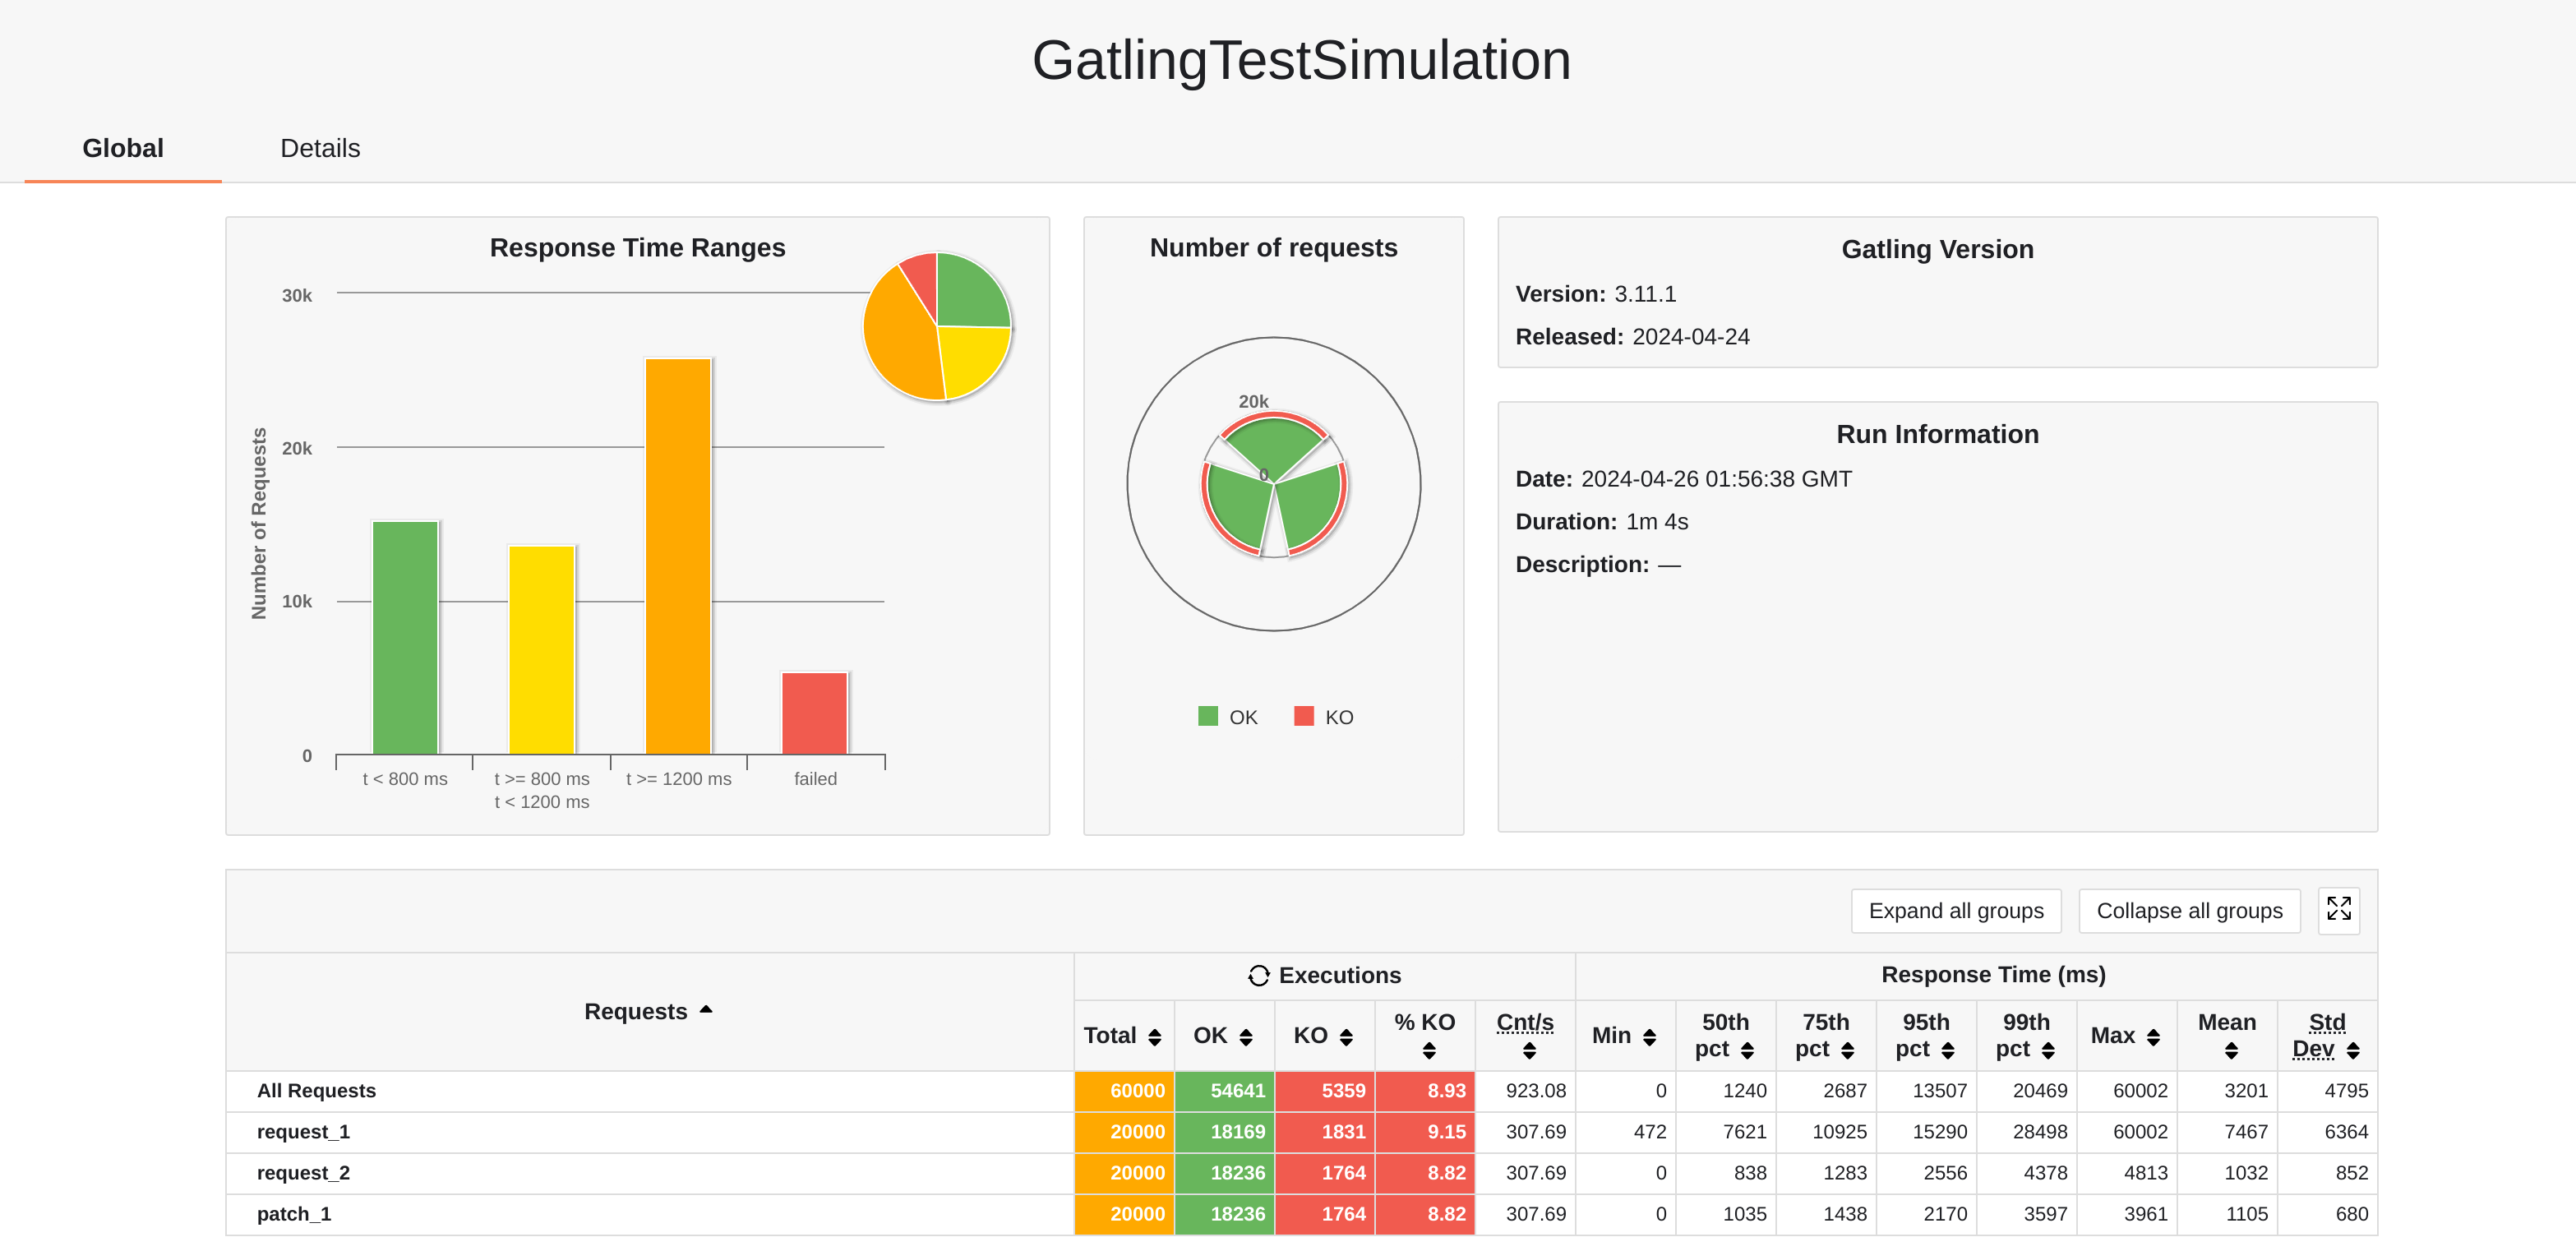 GatlingTestSimulation
Global Details
Response Time Ranges
30k
20k
10k
0
Number of Requests
t < 800 ms
t >= 800 ms
t < 1200 ms
t >= 1200 ms
failed
Number of requests
20k
0
OK KO
Gatling Version
Version: 3.11.1
Released: 2024-04-24
Run Information
Date: 2024-04-26 01:56:38 GMT
Duration: 1m 4s
Description: —
Expand all groups Collapse all groups
Requests Executions Response Time (ms)
Total OK KO % KO Cnt/s Min 50th pct 75th pct 95th pct 99th pct Max Mean Std Dev
All Requests 60000 54641 5359 8.93 923.08 0 1240 2687 13507 20469 60002 3201 4795
request_1 20000 18169 1831 9.15 307.69 472 7621 10925 15290 28498 60002 7467 6364
request_2 20000 18236 1764 8.82 307.69 0 838 1283 2556 4378 4813 1032 852
patch_1 20000 18236 1764 8.82 307.69 0 1035 1438 2170 3597 3961 1105 680